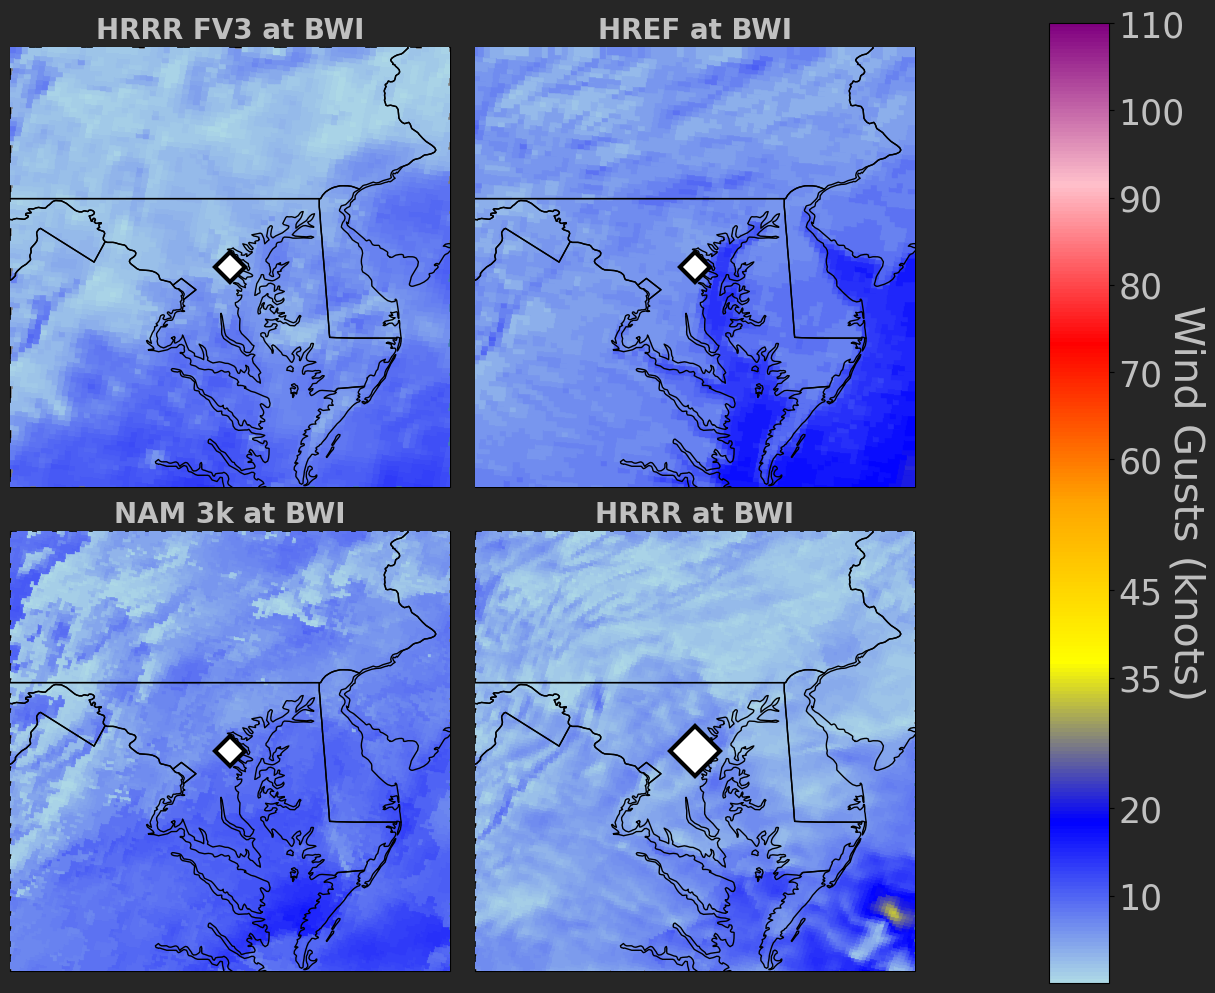 HRRR FV3 at BWI
HREF at BWI
NAM 3k at BWI
HRRR at BWI
110
100
90
80
70
60
45
35
20
10
Wind Gusts (knots)